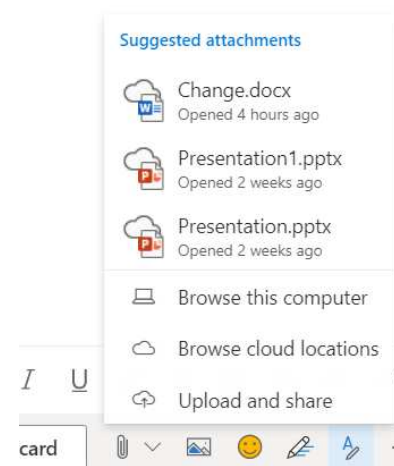 Suggested attachments
Change.docx
Opened 4 hours ago
Presentation1.pptx
Opened 2 weeks ago
Presentation.pptx
Opened 2 weeks ago
Browse this computer
Browse cloud locations
Upload and share
I U
card